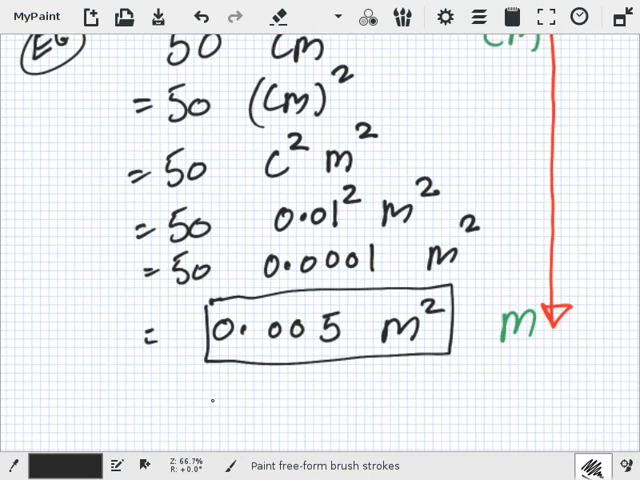 MyPaint
EG 50 cm
cm
= 50 (cm)²
= 50 c² m²
= 50 0.01² m²
= 50 0.0001 m²
= 0.005 m²
m
Z: 66.7%
R: +0.0°
Paint free-form brush strokes